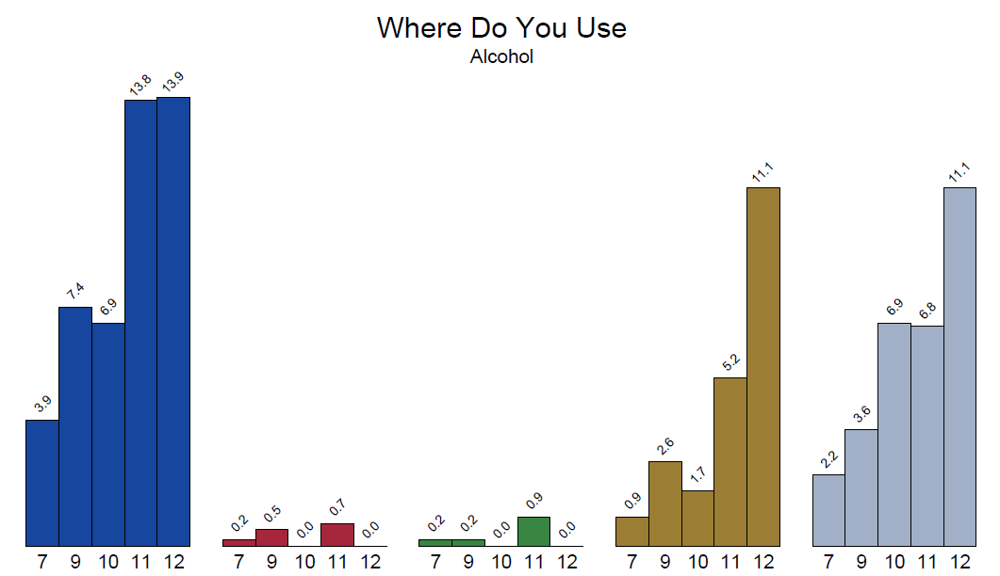 Where Do You Use
Alcohol
3.9 7.4 6.9 13.8 13.9
0.2 0.5 0.0 0.7 0.0
0.2 0.2 0.0 0.9 0.0
0.9 2.6 1.7 5.2 11.1
2.2 3.6 6.9 6.8 11.1
7 9 10 11 12 7 9 10 11 12 7 9 10 11 12 7 9 10 11 12 7 9 10 11 12